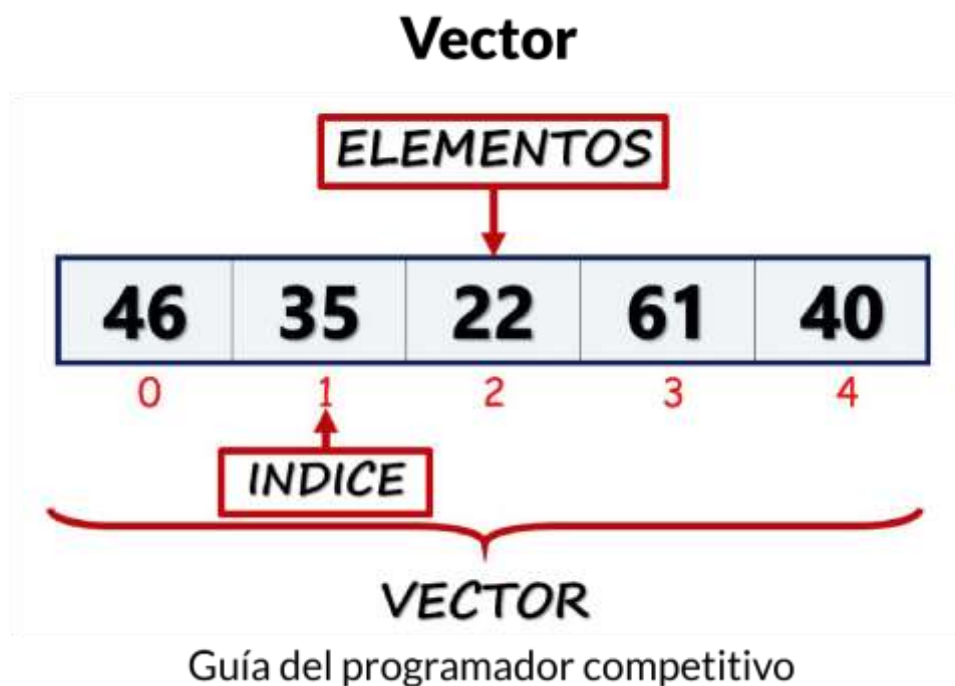 Vector
ELEMENTOS
46 35 22 61 40
0 1 2 3 4
INDICE
VECTOR
Guía del programador competitivo